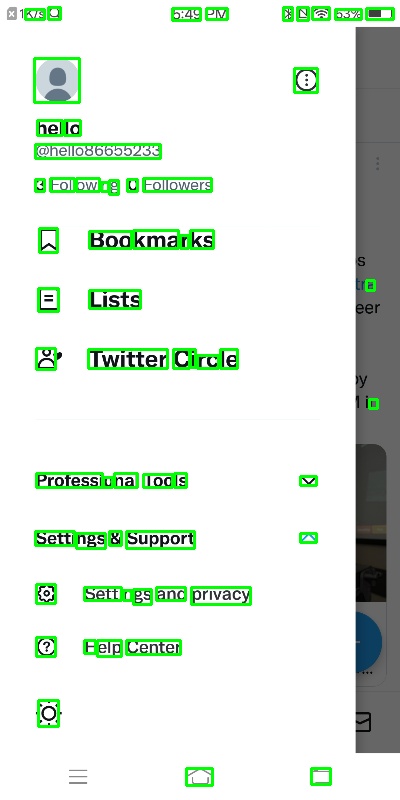 1K/s 5:49 PM 53%
hello
@hello86655233
3 Following 0 Followers
Bookmarks
Lists
Twitter Circle
Professional Tools
Settings & Support
Settings and privacy
Help Center